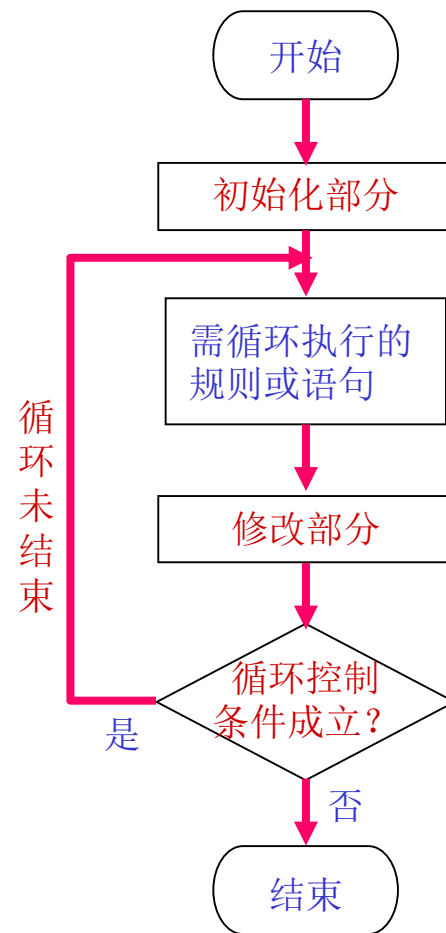 开始
初始化部分
需循环执行的
规则或语句
循环未结束
修改部分
循环控制
条件成立？
是
否
结束